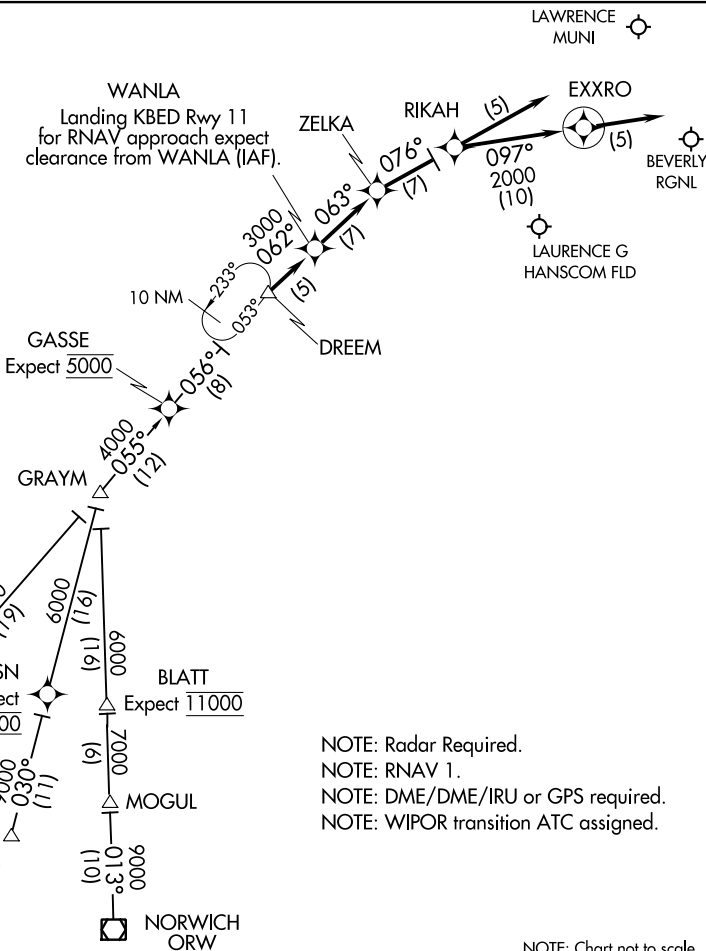 LAWRENCE
MUNI
WANLA
Landing KBED Rwy 11
for RNAV approach expect
clearance from WANLA (IAF).
ZELKA
RIKAH
(5)
EXXRO
(5)
BEVERLY
RGNL
076°
(7)
097°
2000
(10)
063°
(7)
3000
062°
(5)
LAURENCE G
HANSCOM FLD
233°
10 NM
053°
DREEM
GASSE
Expect 5000
056°
(8)
4000
055°
(12)
GRAYM
(19)
6000
(16)
6000
(16)
SN
BLATT
Expect 11000
7000
(6)
030°
(11)
MOGUL
9000
013°
(10)
NORWICH
ORW
NOTE: Radar Required.
NOTE: RNAV 1.
NOTE: DME/DME/IRU or GPS required.
NOTE: WIPOR transition ATC assigned.
NOTE: Chart not to scale